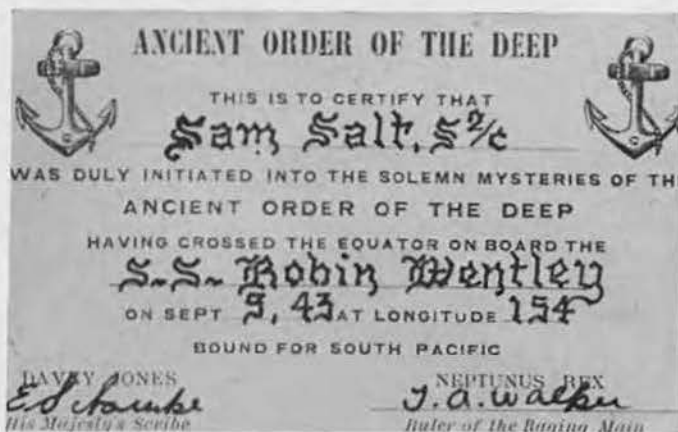 ANCIENT ORDER OF THE DEEP
THIS IS TO CERTIFY THAT
Sam Salt, S 2/c
WAS DULY INITIATED INTO THE SOLEMN MYSTERIES OF TH
ANCIENT ORDER OF THE DEEP
HAVING CROSSED THE EQUATOR ON BOARD THE
S.S. Robin Wentley
ON SEPT 9, 43 AT LONGITUDE 154
BOUND FOR SOUTH PACIFIC
DAVEY JONES
NEPTUNUS REX
T.A. Walker
His Majesty's Scribe
Ruler of the Raging Main